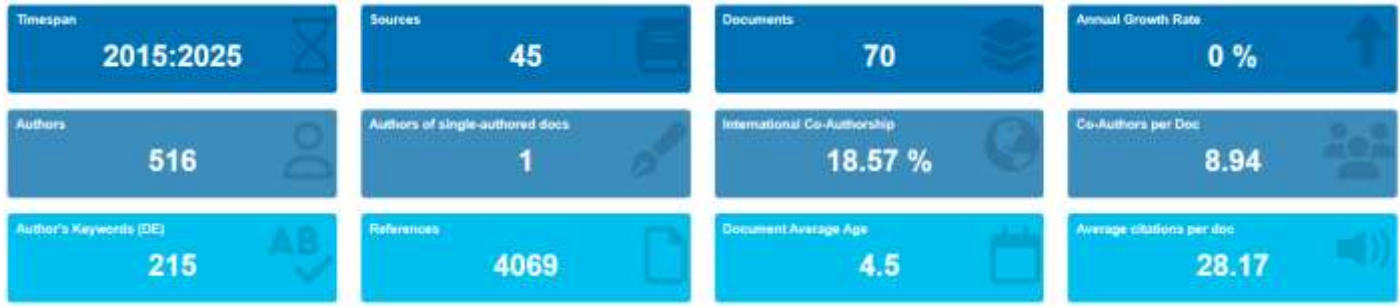 Timespan
2015:2025
Sources
45
Documents
70
Annual Growth Rate
0 %
Authors
516
Authors of single-authored docs
1
International Co-Authorship
18.57 %
Co-Authors per Doc
8.94
Author's Keywords (DE)
215
AB
References
4069
Document Average Age
4.5
Average citations per doc
28.17